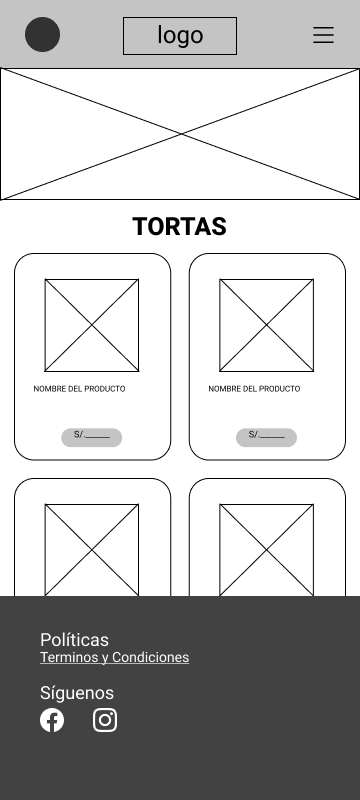 logo
TORTAS
NOMBRE DEL PRODUCTO
NOMBRE DEL PRODUCTO
S/.______
S/.______
Políticas
Terminos y Condiciones
Síguenos